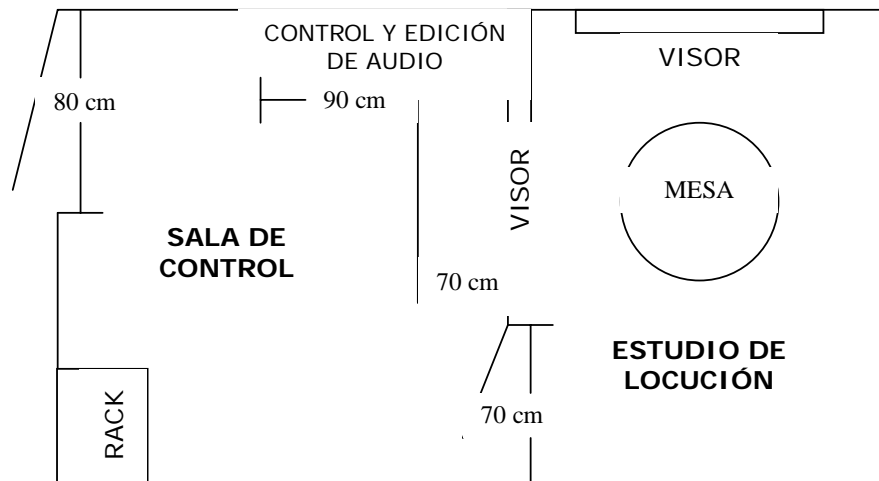 CONTROL Y EDICIÓN
DE AUDIO
VISOR
80 cm
90 cm
VISOR
MESA
SALA DE
CONTROL
70 cm
ESTUDIO DE
LOCUCIÓN
RACK
70 cm